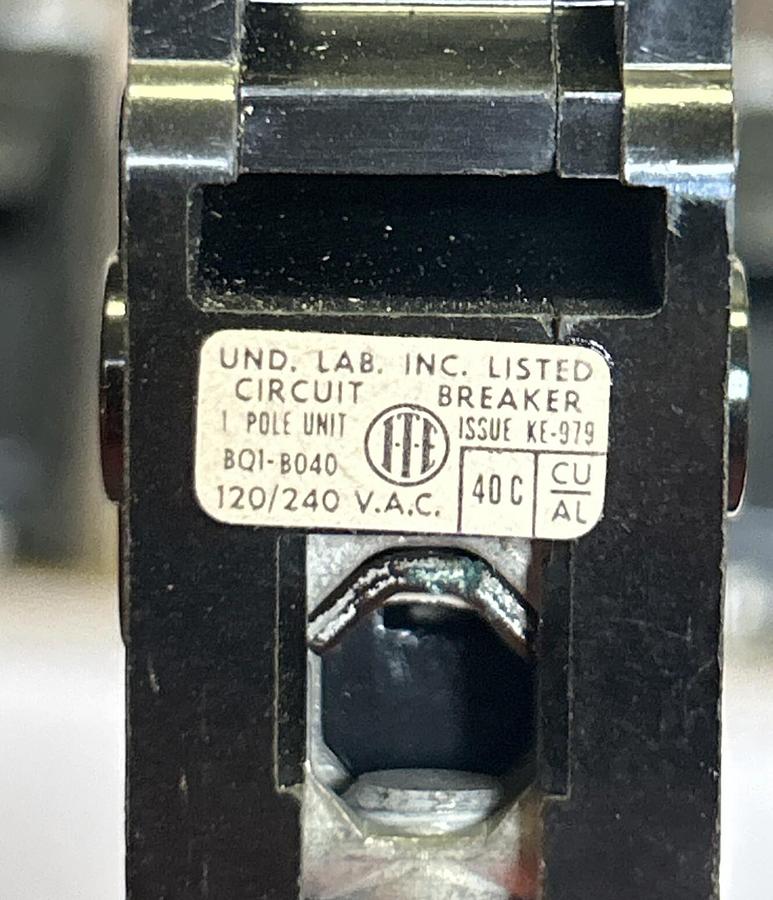 UND. LAB. INC. LISTED
CIRCUIT BREAKER
1 POLE UNIT I-T-E ISSUE KE-979
BQ1-B040
40 C CU
120/240 V.A.C. AL